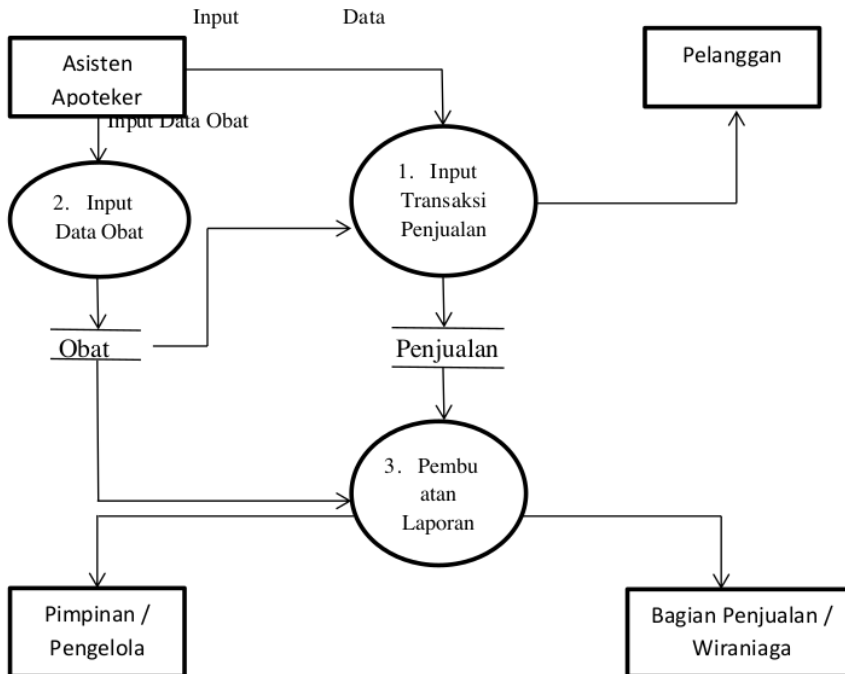 Input Data
Asisten
Apoteker
Pelanggan
Input Data Obat
1. Input
Transaksi
Penjualan
2. Input
Data Obat
Obat
Penjualan
3. Pembu
atan
Laporan
Pimpinan /
Pengelola
Bagian Penjualan /
Wiraniaga